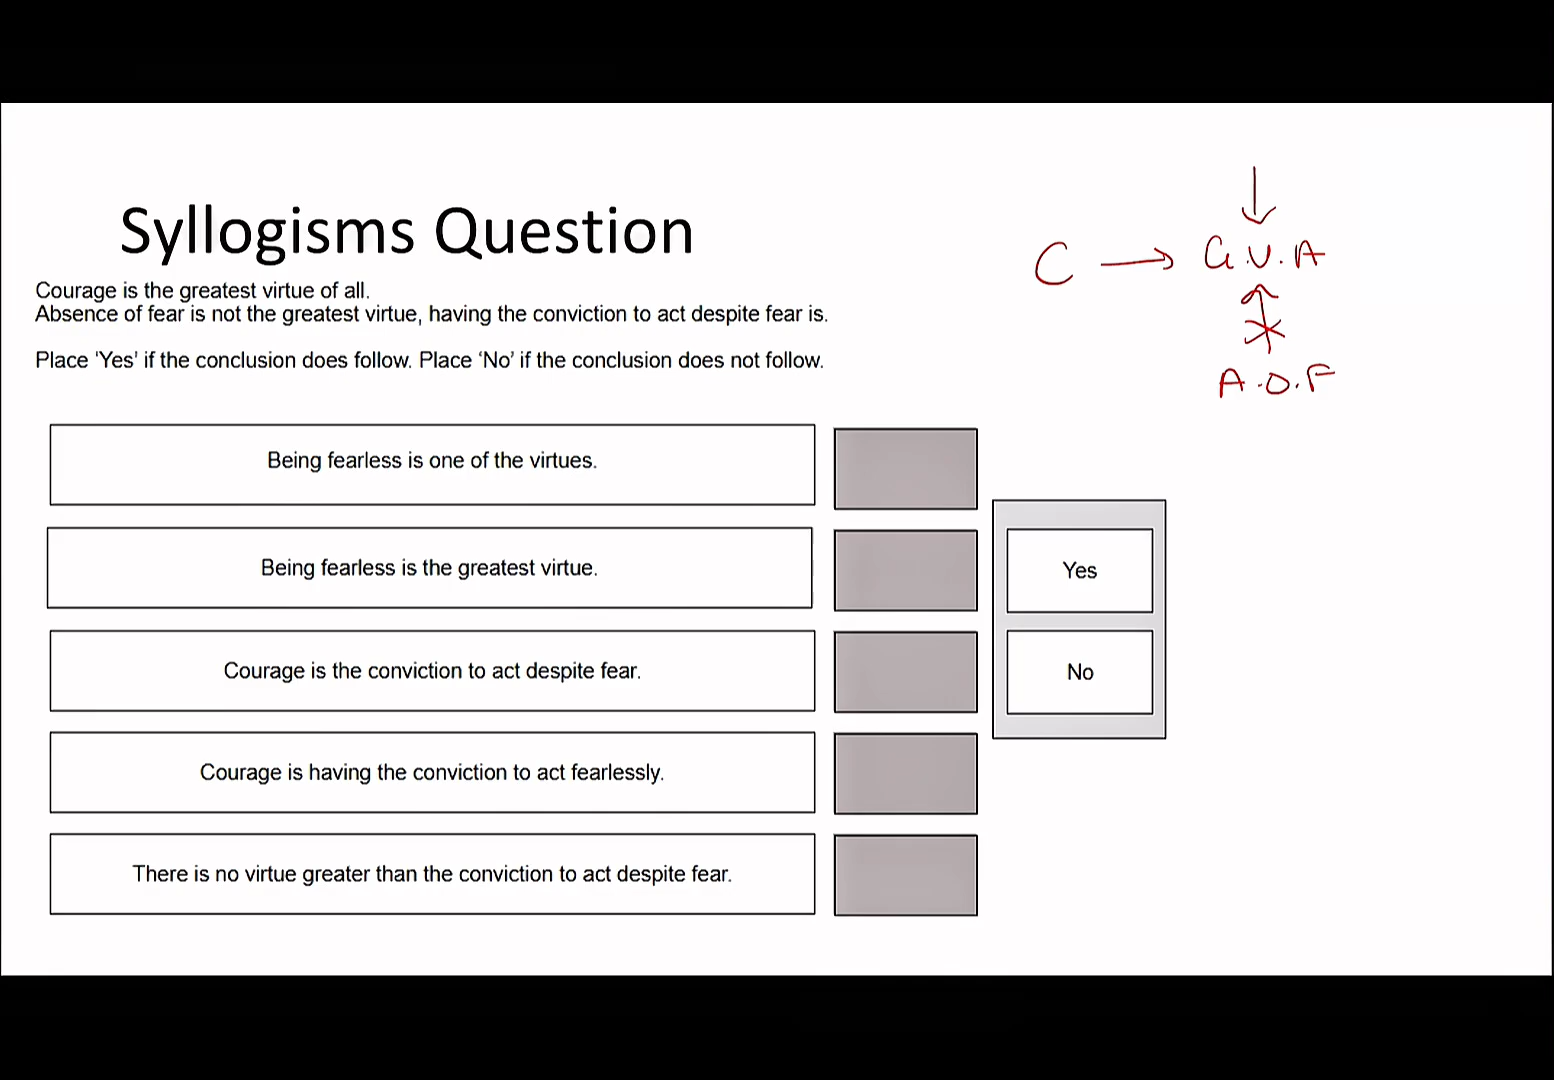 Syllogisms Question
Courage is the greatest virtue of all.
Absence of fear is not the greatest virtue, having the conviction to act despite fear is.
Place 'Yes' if the conclusion does follow. Place ‘No’ if the conclusion does not follow.
C → G.V.A
A.O.F
Being fearless is one of the virtues.
Being fearless is the greatest virtue.
Courage is the conviction to act despite fear.
Courage is having the conviction to act fearlessly.
There is no virtue greater than the conviction to act despite fear.
Yes
No